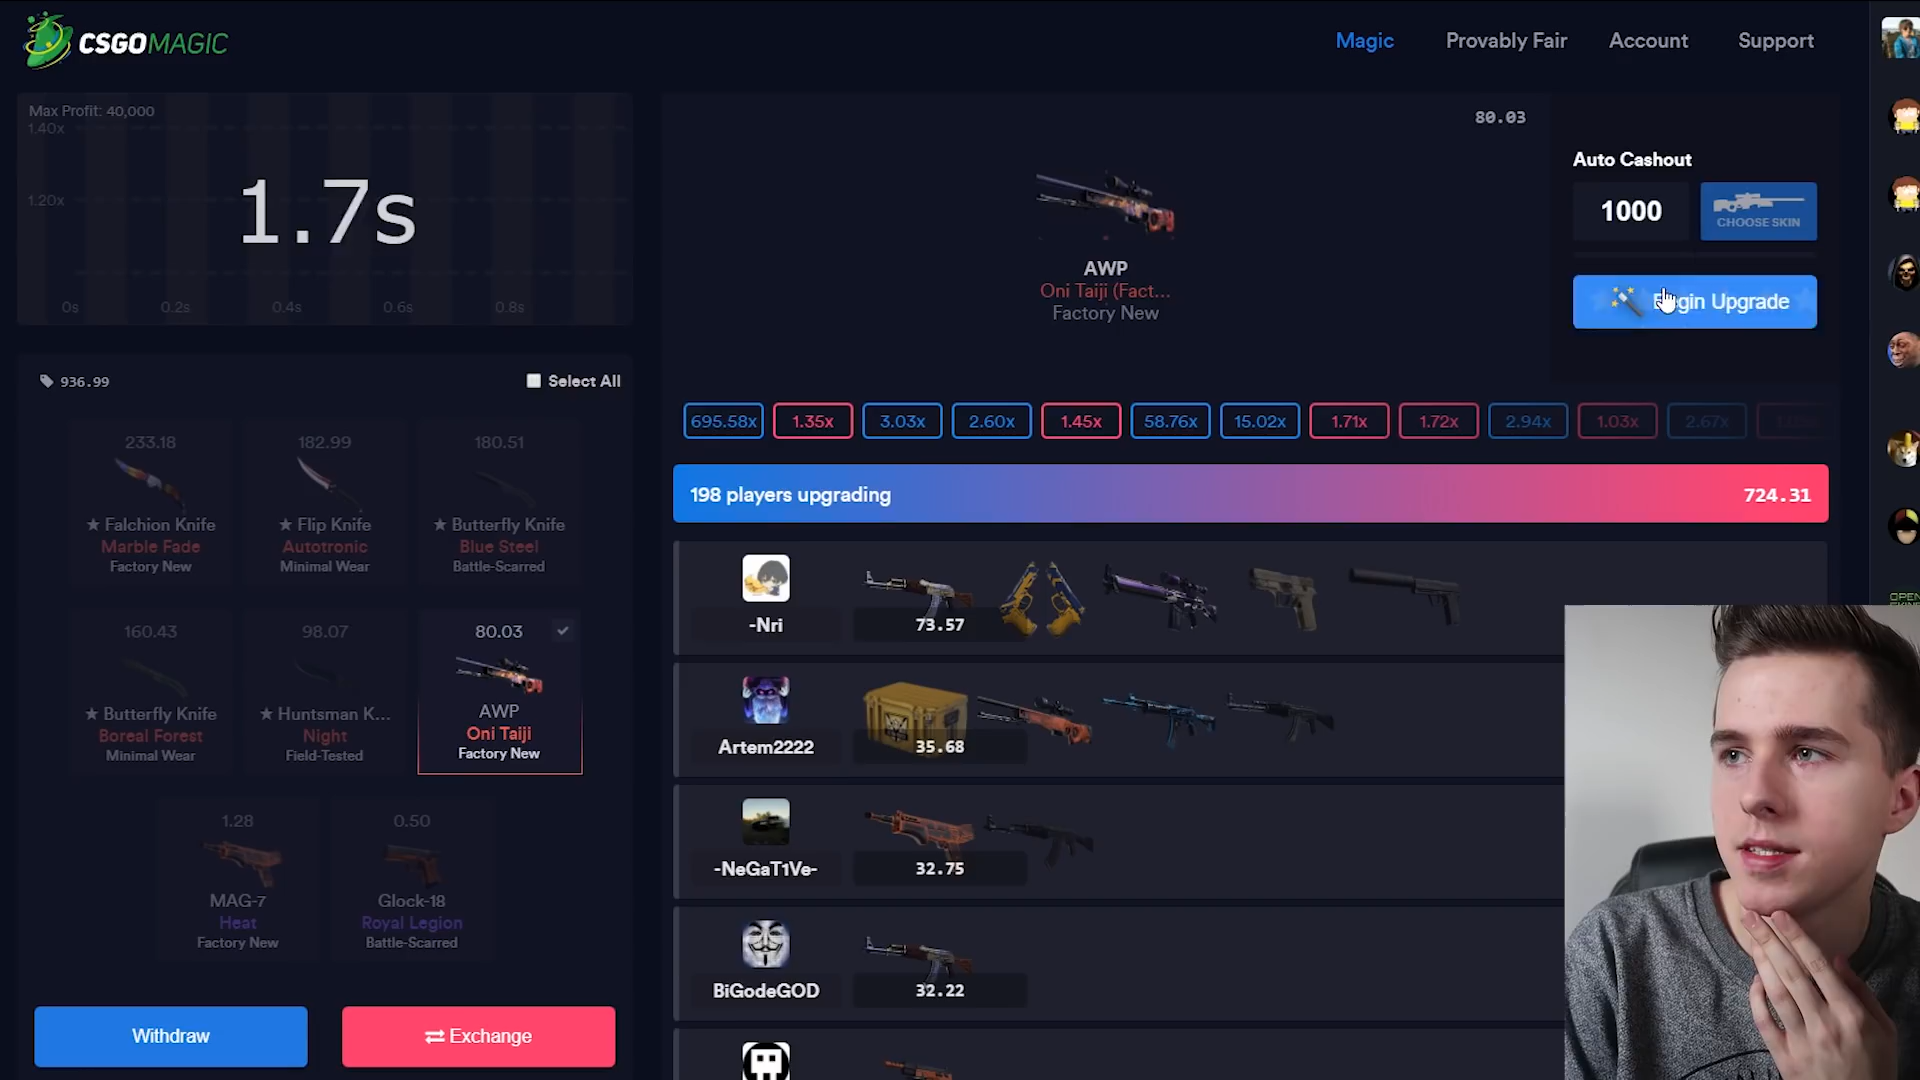 CSGOMAGIC
Magic
Provably Fair
Account
Support
Max Profit: 40,000
1.40x
1.20x
1.7s
0s 0.2s 0.4s 0.6s 0.8s
80.03
AWP
Oni Taiji (Fact...
Factory New
Auto Cashout
1000
CHOOSE SKIN
Begin Upgrade
936.99
Select All
233.18
★ Falchion Knife
Marble Fade
Factory New
182.99
★ Flip Knife
Autotronic
Minimal Wear
180.51
★ Butterfly Knife
Blue Steel
Battle-Scarred
160.43
★ Butterfly Knife
Boreal Forest
Minimal Wear
98.07
★ Huntsman K...
Night
Field-Tested
80.03
AWP
Oni Taiji
Factory New
1.28
MAG-7
Heat
Factory New
0.50
Glock-18
Royal Legion
Battle-Scarred
Withdraw
Exchange
695.58x 1.35x 3.03x 2.60x 1.45x 58.76x 15.02x 1.71x 1.72x 2.94x 1.03x 2.67x
198 players upgrading
724.31
-Nri
73.57
Artem2222
35.68
-NeGaT1Ve-
32.75
BiGodeGOD
32.22
OPEN